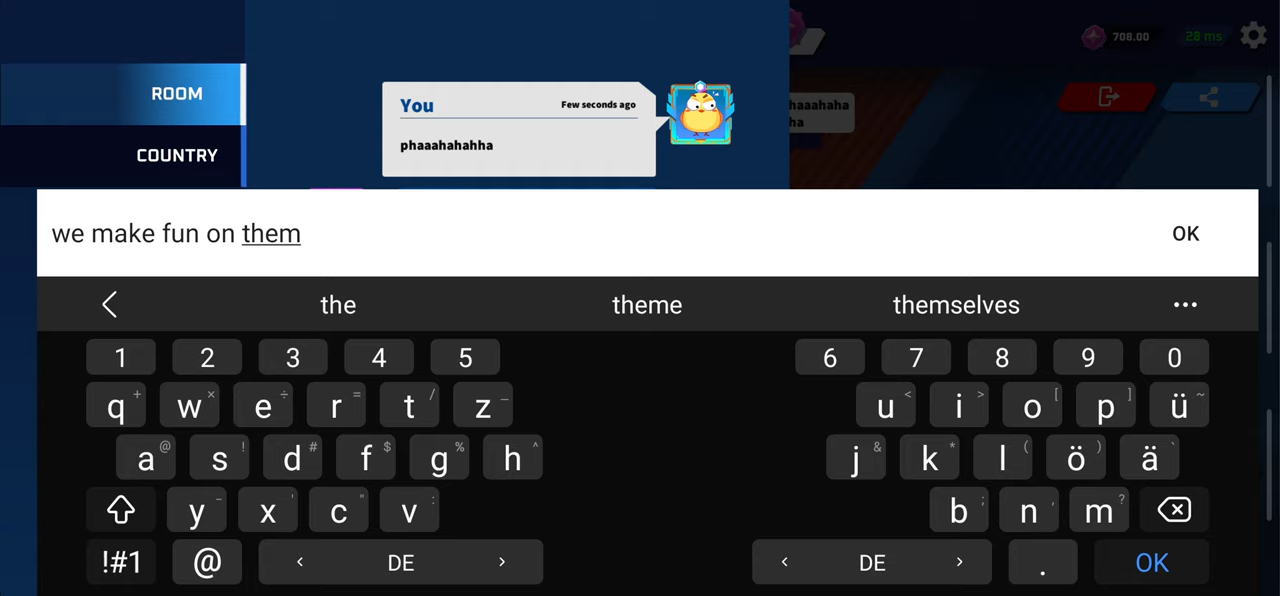 708.00 28 ms
ROOM
COUNTRY
You Few seconds ago
phaaahahahha
haaahaha
ha
we make fun on them OK
the theme themselves ...
1 2 3 4 5 6 7 8 9 0
q + w × e ÷ r = t / z _ u < i > o [ p ] ü ~
a @ s ! d # f $ g % h ^ j & k * l ( ö ) ä `
y - x ' c " v : b ; n , m ?
!#1 @ < DE > < DE > . OK